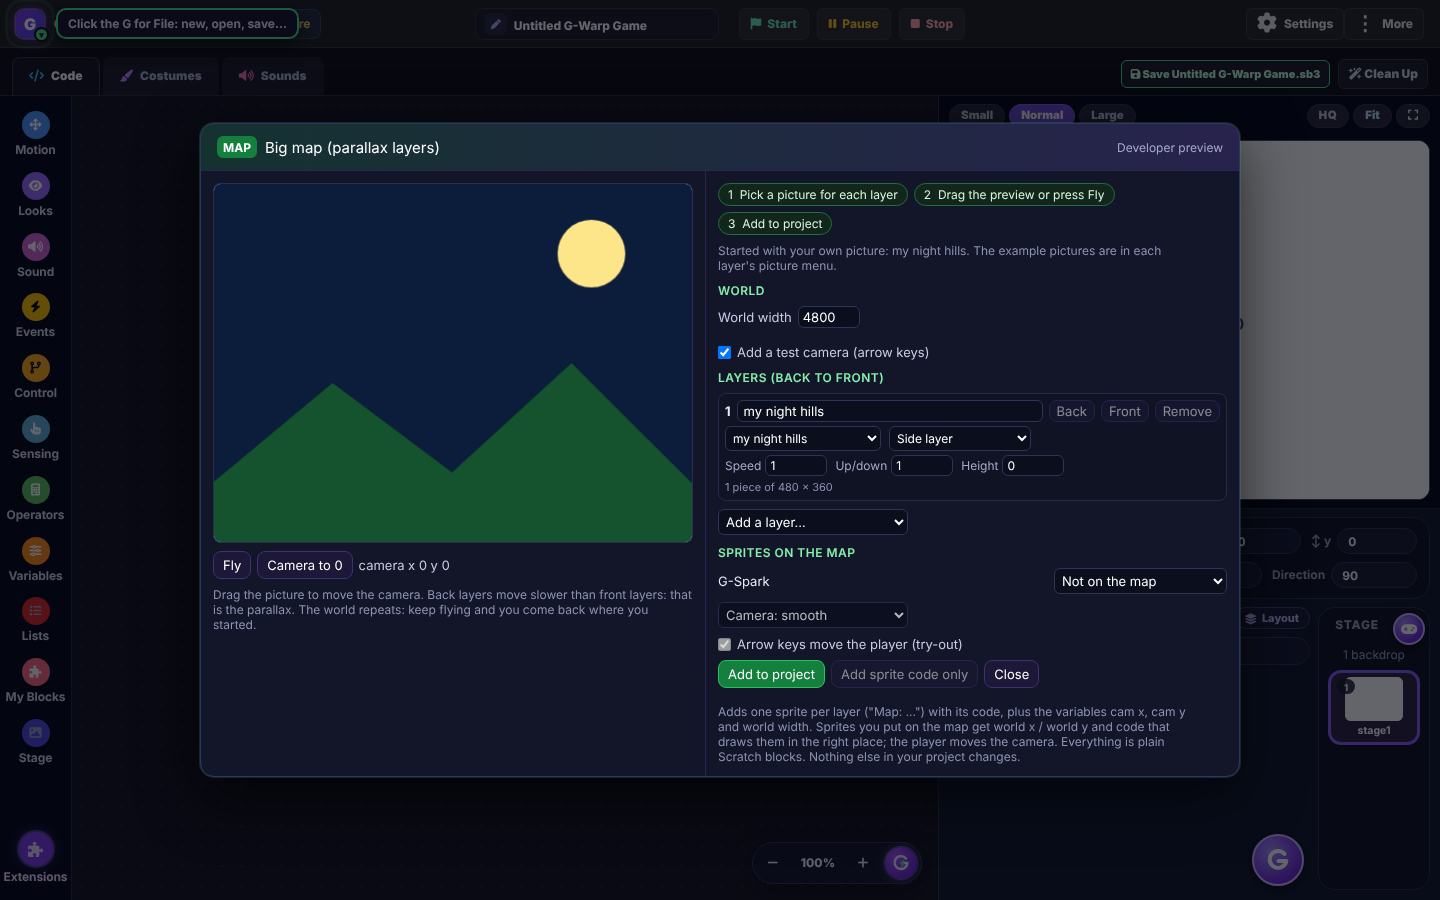 G
Click the G for File: new, open, save...
re
Untitled G-Warp Game
Start
Pause
Stop
Settings
More
Code
Costumes
Sounds
Save Untitled G-Warp Game.sb3
Clean Up
Small
Normal
Large
HQ
Fit
Motion
Looks
Sound
Events
Control
Sensing
Operators
Variables
Lists
My Blocks
Stage
Extensions
MAP Big map (parallax layers)
Developer preview
Fly
Camera to 0
camera x 0 y 0
Drag the picture to move the camera. Back layers move slower than front layers: that
is the parallax. The world repeats: keep flying and you come back where you
started.
1 Pick a picture for each layer
2 Drag the preview or press Fly
3 Add to project
Started with your own picture: my night hills. The example pictures are in each
layer's picture menu.
WORLD
World width 4800
Add a test camera (arrow keys)
LAYERS (BACK TO FRONT)
1 my night hills Back Front Remove
my night hills Side layer
Speed 1 Up/down 1 Height 0
1 piece of 480 × 360
Add a layer...
SPRITES ON THE MAP
G-Spark Not on the map
Camera: smooth
Arrow keys move the player (try-out)
Add to project Add sprite code only Close
Adds one sprite per layer ("Map: ...") with its code, plus the variables cam x, cam y
and world width. Sprites you put on the map get world x / world y and code that
draws them in the right place; the player moves the camera. Everything is plain
Scratch blocks. Nothing else in your project changes.
y 0
Direction 90
Layout
STAGE
1 backdrop
1
stage1
100%
G
G